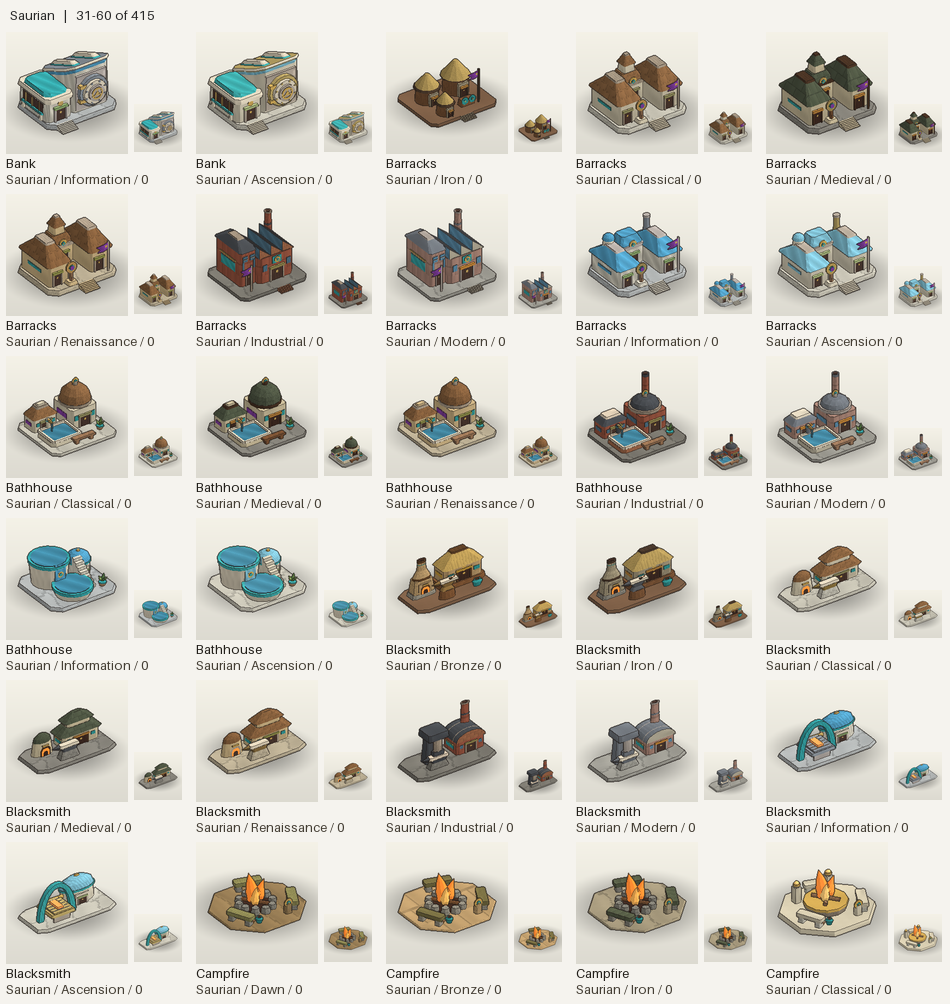 Saurian | 31-60 of 415
Bank
Saurian / Information / 0
Bank
Saurian / Ascension / 0
Barracks
Saurian / Iron / 0
Barracks
Saurian / Classical / 0
Barracks
Saurian / Medieval / 0
Barracks
Saurian / Renaissance / 0
Barracks
Saurian / Industrial / 0
Barracks
Saurian / Modern / 0
Barracks
Saurian / Information / 0
Barracks
Saurian / Ascension / 0
Bathhouse
Saurian / Classical / 0
Bathhouse
Saurian / Medieval / 0
Bathhouse
Saurian / Renaissance / 0
Bathhouse
Saurian / Industrial / 0
Bathhouse
Saurian / Modern / 0
Bathhouse
Saurian / Information / 0
Bathhouse
Saurian / Ascension / 0
Blacksmith
Saurian / Bronze / 0
Blacksmith
Saurian / Iron / 0
Blacksmith
Saurian / Classical / 0
Blacksmith
Saurian / Medieval / 0
Blacksmith
Saurian / Renaissance / 0
Blacksmith
Saurian / Industrial / 0
Blacksmith
Saurian / Modern / 0
Blacksmith
Saurian / Information / 0
Blacksmith
Saurian / Ascension / 0
Campfire
Saurian / Dawn / 0
Campfire
Saurian / Bronze / 0
Campfire
Saurian / Iron / 0
Campfire
Saurian / Classical / 0